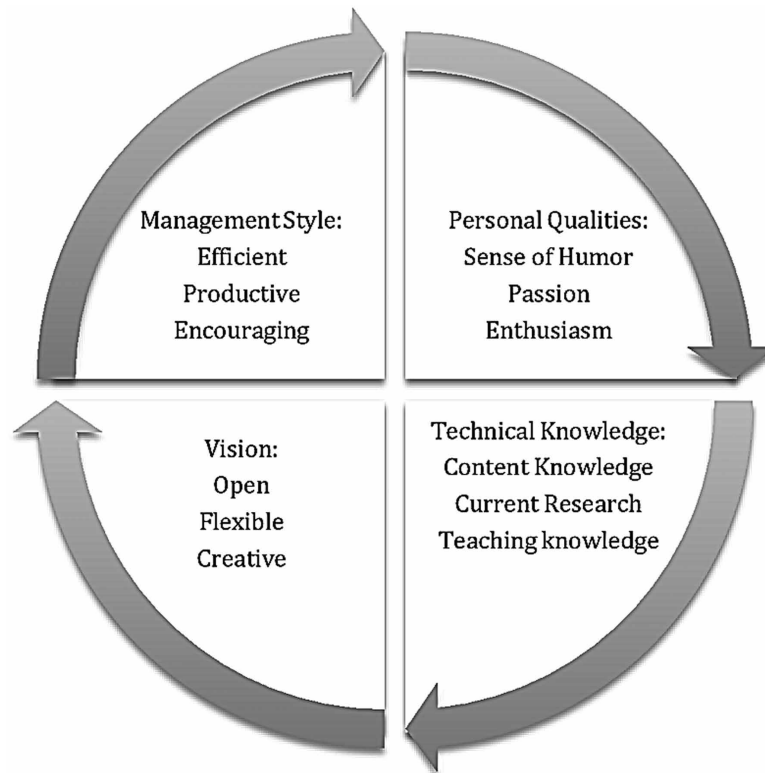 Management Style:
Efficient
Productive
Encouraging
Personal Qualities:
Sense of Humor
Passion
Enthusiasm
Vision:
Open
Flexible
Creative
Technical Knowledge:
Content Knowledge
Current Research
Teaching knowledge